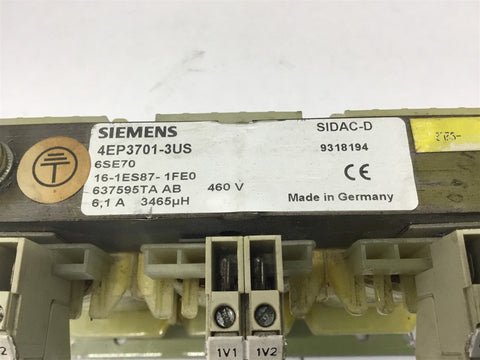 SIEMENS
SIDAC-D
4EP3701-3US
9318194
6SE70
16-1ES87-1FE0
637595TA AB 460 V
6,1 A 3465µH
CE Made in Germany
1V1 1V2